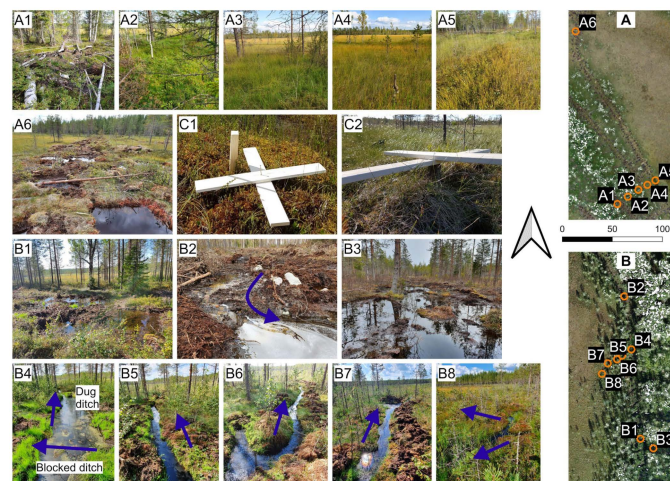 A1
A2
A3
A4
A5
A6
C1
C2
B1
B2
B3
B4
Dug
ditch
Blocked ditch
B5
B6
B7
B8
A
A6
A3
A5
A1
A4
A2
0
50
100
B
B2
B4
B5
B7
B6
B8
B1
B3